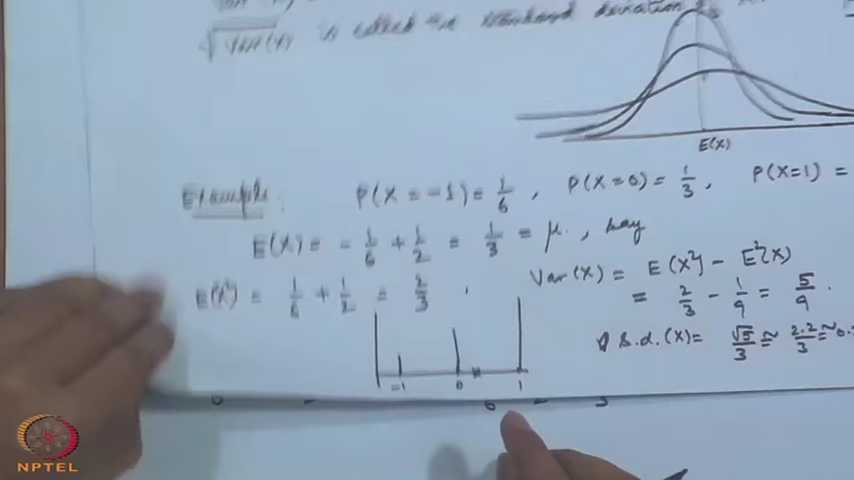 √Var(X) is called the standard deviation
E(X)
Example P(X = -1) = 1/6 , P(X = 0) = 1/3 , P(X=1) =
E(X) = - 1/6 + 1/2 = 1/3 = μ , say
E(X²) = 1/6 + 1/2 = 2/3 , Var(X) = E(X²) - E²(X)
= 2/3 - 1/9 = 5/9 .
s.d.(X) = √5/3 ≅ 2.2/3 ≅ 0.
-1 0 1
NPTEL